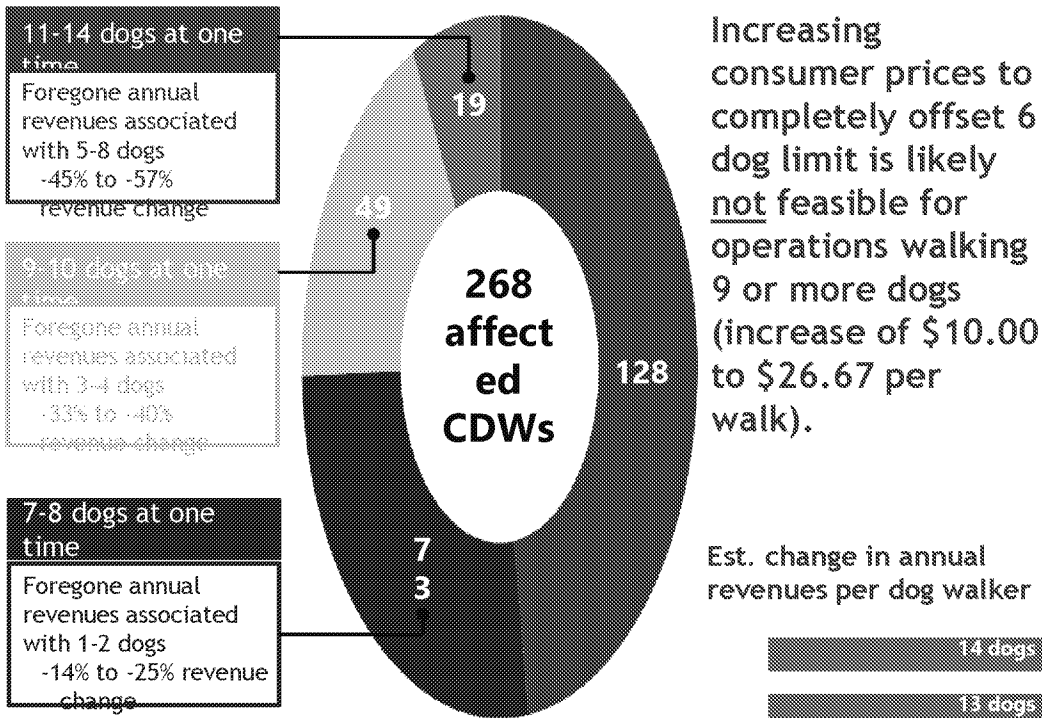 11-14 dogs at one
time
Foregone annual
revenues associated
with 5-8 dogs
-45% to -57%
revenue change
9-10 dogs at one
time
Foregone annual
revenues associated
with 3-4 dogs
-33% to -40%
revenue change
7-8 dogs at one
time
Foregone annual
revenues associated
with 1-2 dogs
-14% to -25% revenue
change
19
49
128
7
3
268
affect
ed
CDWs
Increasing
consumer prices to
completely offset 6
dog limit is likely
not feasible for
operations walking
9 or more dogs
(increase of $10.00
to $26.67 per
walk).
Est. change in annual
revenues per dog walker
14 dogs
13 dogs